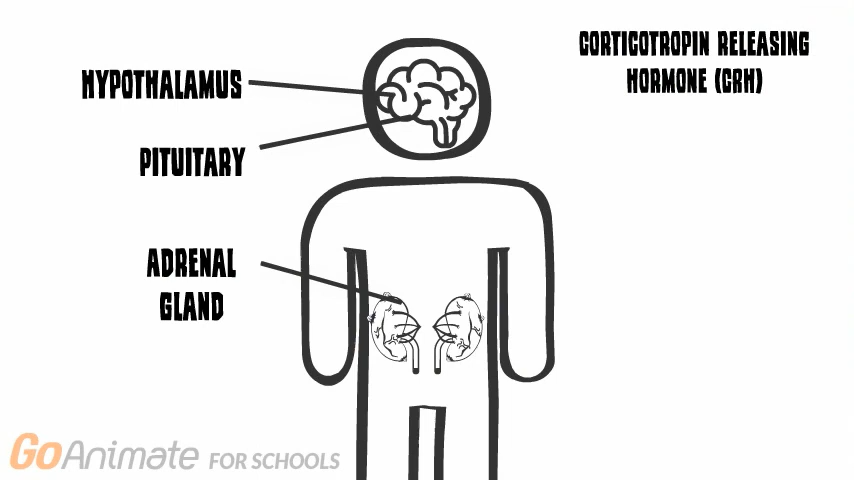 CORTICOTROPIN RELEASING
HORMONE (CRH)
HYPOTHALAMUS
PITUITARY
ADRENAL
GLAND
GoAnimate FOR SCHOOLS